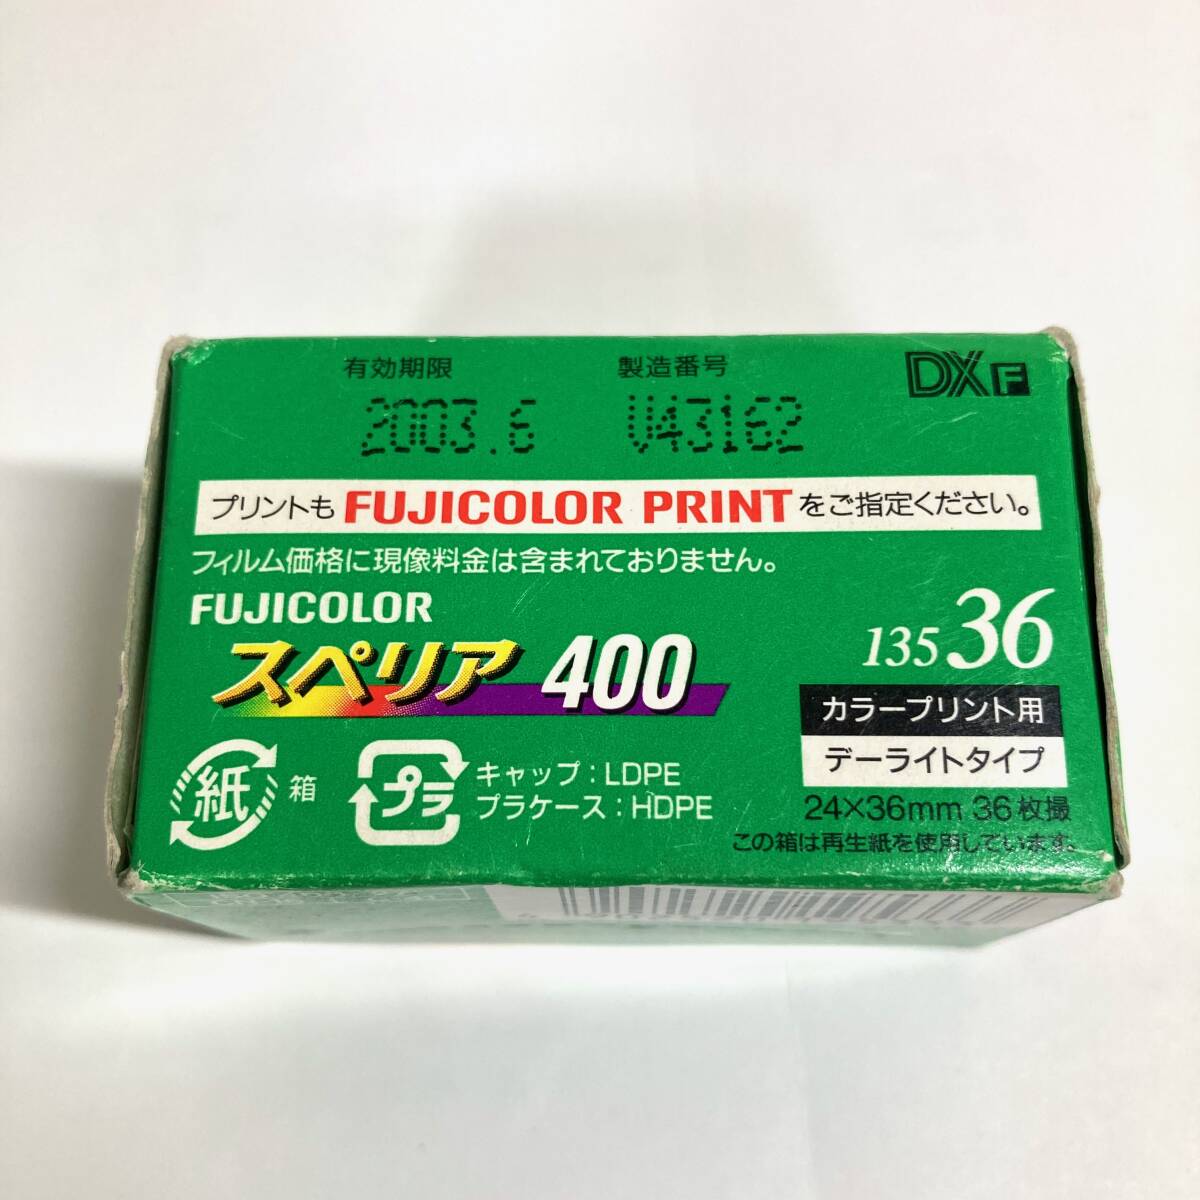 有効期限 製造番号 DX F
2003.6 V43162
プリントも FUJICOLOR PRINT をご指定ください。
フィルム価格に現像料金は含まれておりません。
FUJICOLOR
スペリア 400
135 36
カラープリント用
デーライトタイプ
24×36mm 36枚撮
この箱は再生紙を使用しています。
紙 箱
プラ キャップ：LDPE
プラケース：HDPE